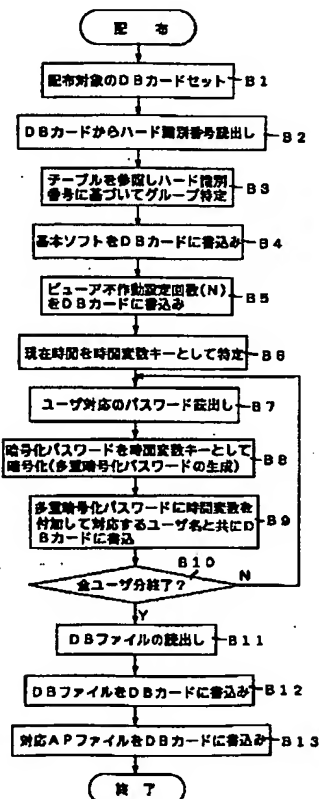 配布
配布対象のDBカードセット B1
DBカードからハード識別番号読出し B2
テーブルを参照しハード識別 B3
番号に基づいてグループ特定
基本ソフトをDBカードに書込み B4
ビューア不作動設定回数(N) B5
をDBカードに書込み
現在時間を時間変数キーとして特定 B6
ユーザ対応のパスワード読出し B7
暗号化パスワードを時間変数キーとして B8
暗号化(多重暗号化パスワードの生成)
多重暗号化パスワードに時間変数を B9
付加して対応するユーザ名と共にD
Bカードに書込
B10
全ユーザ分終了? N
Y
DBファイルの読出し B11
DBファイルをDBカードに書込み B12
対応APファイルをDBカードに書込み B13
終了